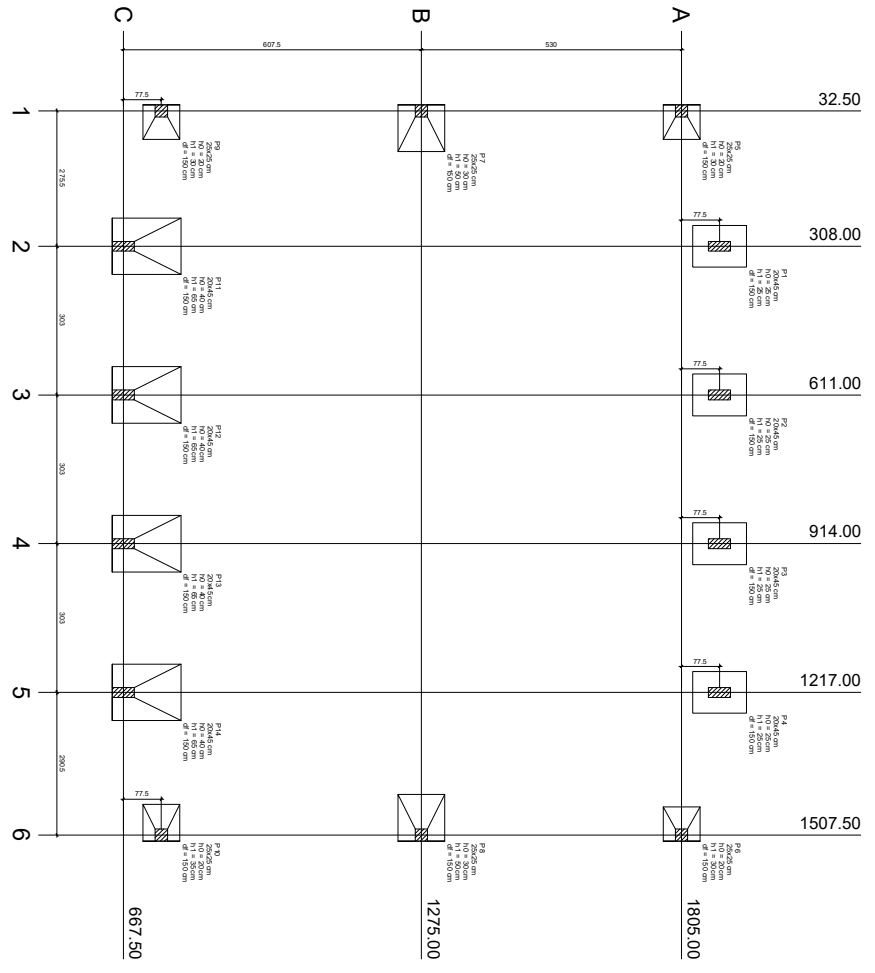 C
B
A
607.5
530
1
2
3
4
5
6
32.50
308.00
611.00
914.00
1217.00
1507.50
667.50
1275.00
1805.00
275.5
303
303
303
290.5
77.5
P9
25x25 cm
h0 = 20 cm
h1 = 30 cm
df = 150 cm
P7
25x25 cm
h0 = 30 cm
h1 = 50 cm
df = 150 cm
P5
25x25 cm
h0 = 20 cm
h1 = 30 cm
df = 150 cm
P11
20x45 cm
h0 = 40 cm
h1 = 65 cm
df = 150 cm
77.5
P1
20x45 cm
h0 = 25 cm
h1 = 25 cm
df = 150 cm
P12
20x45 cm
h0 = 40 cm
h1 = 65 cm
df = 150 cm
77.5
P2
20x45 cm
h0 = 25 cm
h1 = 25 cm
df = 150 cm
P13
20x45 cm
h0 = 40 cm
h1 = 65 cm
df = 150 cm
77.5
P3
20x45 cm
h0 = 25 cm
h1 = 25 cm
df = 150 cm
P14
20x45 cm
h0 = 40 cm
h1 = 65 cm
df = 150 cm
77.5
P4
20x45 cm
h0 = 25 cm
h1 = 25 cm
df = 150 cm
77.5
P10
25x25 cm
h0 = 20 cm
h1 = 35 cm
df = 150 cm
P8
25x25 cm
h0 = 30 cm
h1 = 50 cm
df = 150 cm
P6
25x25 cm
h0 = 20 cm
h1 = 30 cm
df = 150 cm